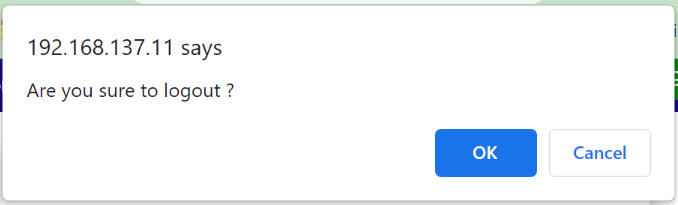 192.168.137.11 says
Are you sure to logout ?
OK
Cancel